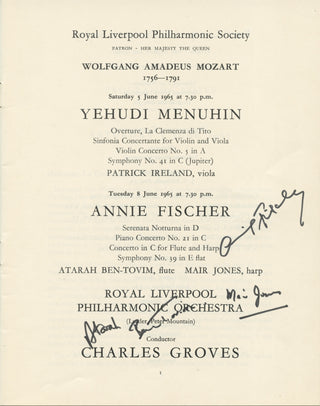 Royal Liverpool Philharmonic Society
PATRON - HER MAJESTY THE QUEEN
WOLFGANG AMADEUS MOZART
1756—1791
Saturday 5 June 1965 at 7.30 p.m.
YEHUDI MENUHIN
Overture, La Clemenza di Tito
Sinfonia Concertante for Violin and Viola
Violin Concerto No. 5 in A
Symphony No. 41 in C (Jupiter)
PATRICK IRELAND, viola
Tuesday 8 June 1965 at 7.30 p.m.
ANNIE FISCHER
Serenata Notturna in D
Piano Concerto No. 21 in C
Concerto in C for Flute and Harp
Symphony No. 39 in E flat
ATARAH BEN-TOVIM, flute MAIR JONES, harp
ROYAL LIVERPOOL
PHILHARMONIC ORCHESTRA
Mair Jones
(Leader, Peter Mountain)
Atarah
Conductor
CHARLES GROVES